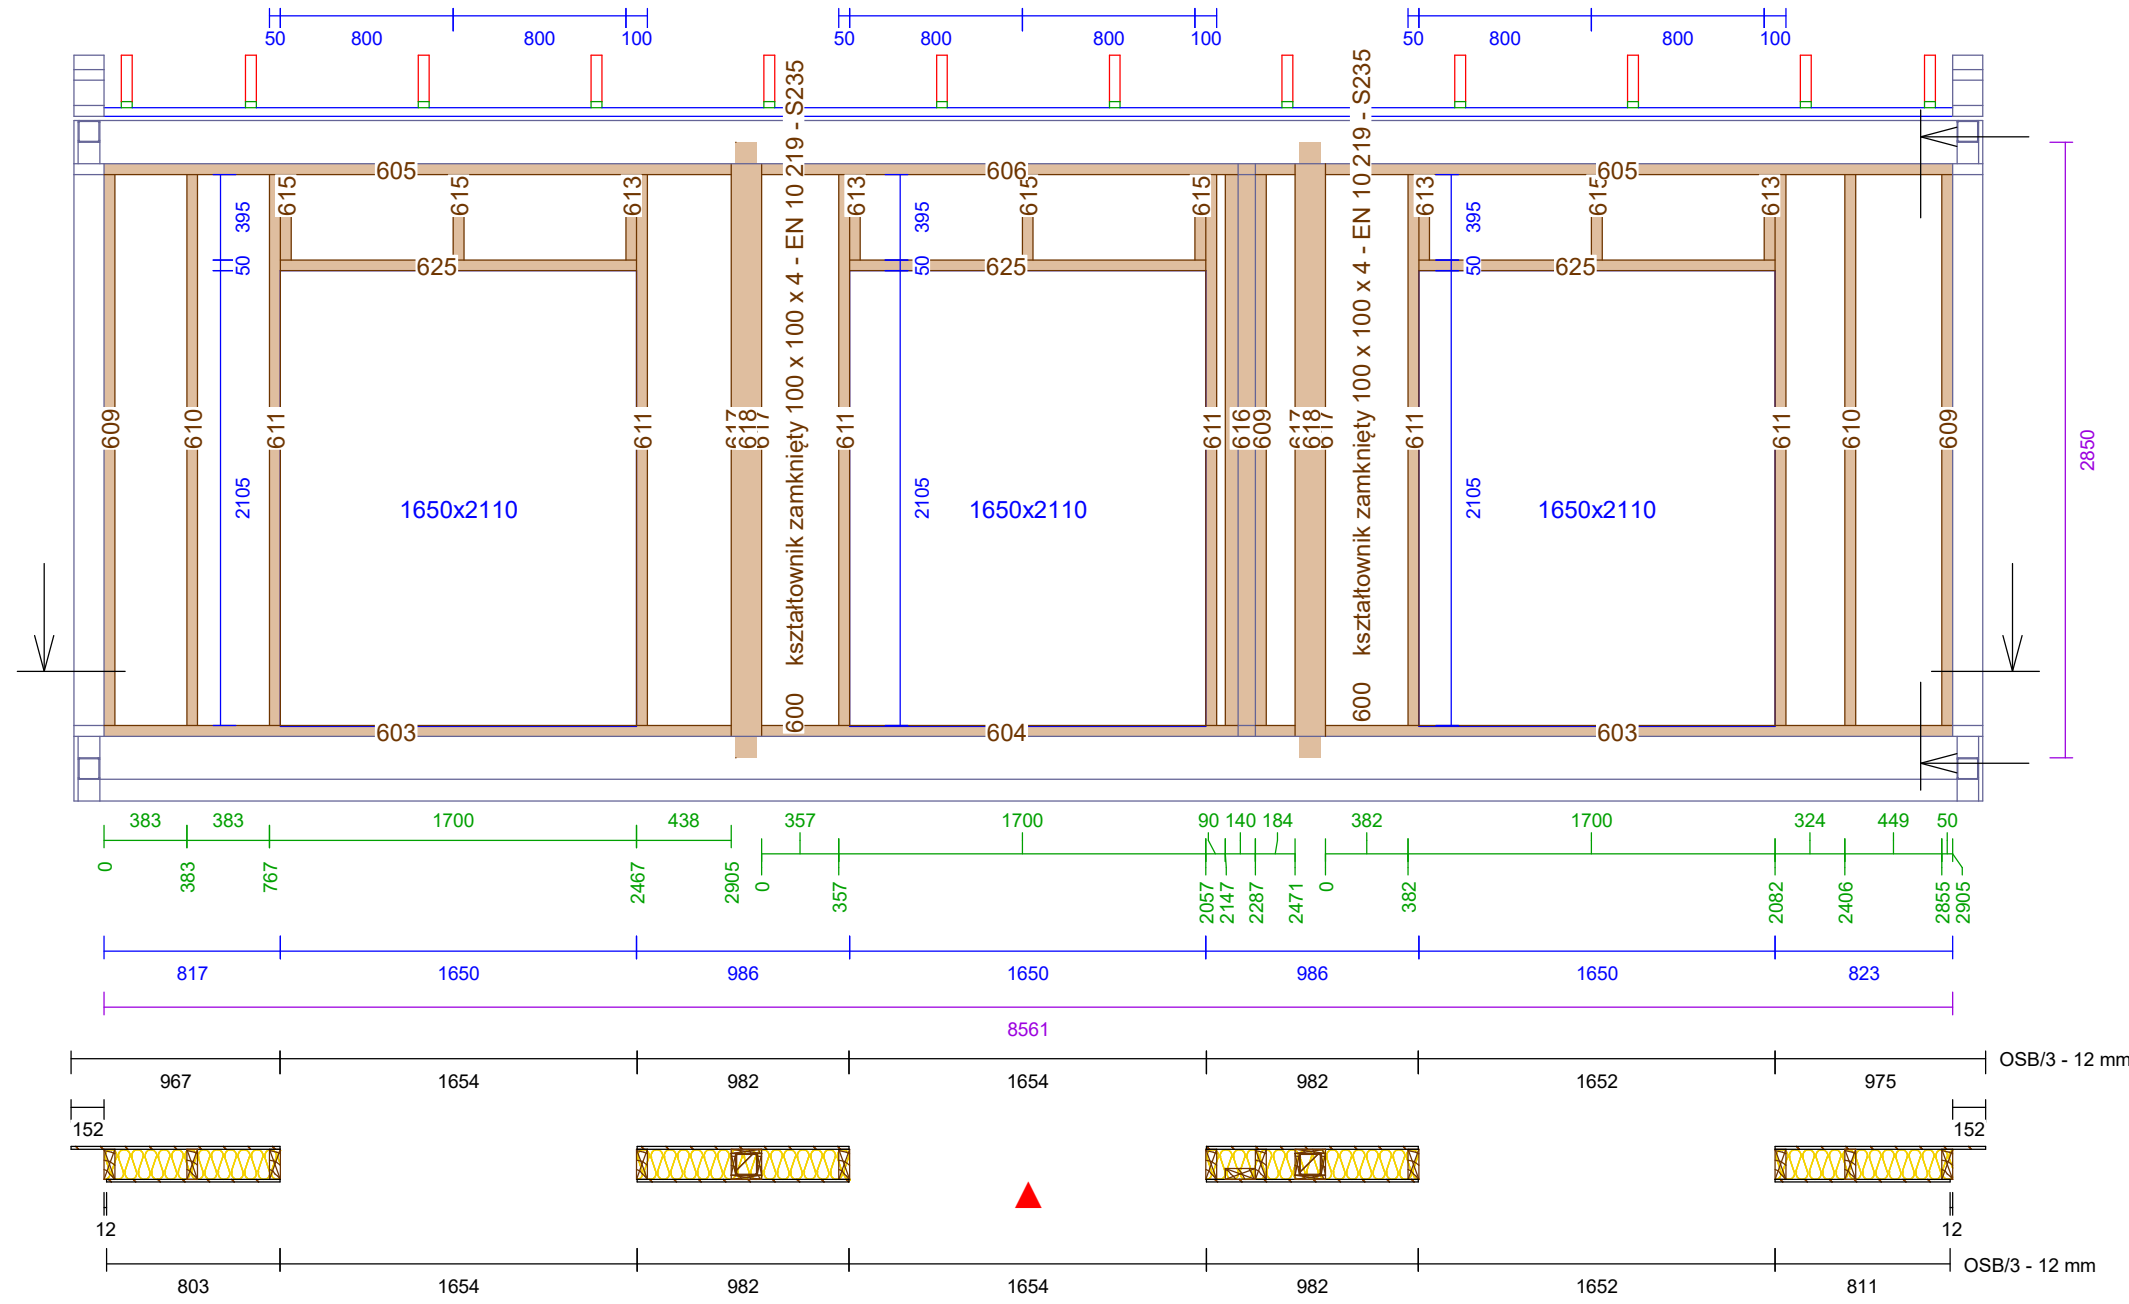 50 800 800 100 50 800 800 100 50 800 800 100
605 606 605
615 615 613 613 615 615 613 615 613
395 395 395
50 50 50
625 625 625
kształtownik zamknięty 100 x 100 x 4 - EN 10 219 - S235
600
kształtownik zamknięty 100 x 100 x 4 - EN 10 219 - S235
600
609 610 611 611 617 618 617 611 611 616 609 617 618 617 611 611 610 609
2850
2105 2105 2105
1650x2110 1650x2110 1650x2110
603 604 603
383 383 1700 438 357 1700 90 140 184 382 1700 324 449 50
0 383 767 2467 2905 0 357 2057 2147 2287 2471 0 382 2082 2406 2855 2905
817 1650 986 1650 986 1650 823
8561
OSB/3 - 12 mm
967 1654 982 1654 982 1652 975
152 152
12 12
OSB/3 - 12 mm
803 1654 982 1654 982 1652 811